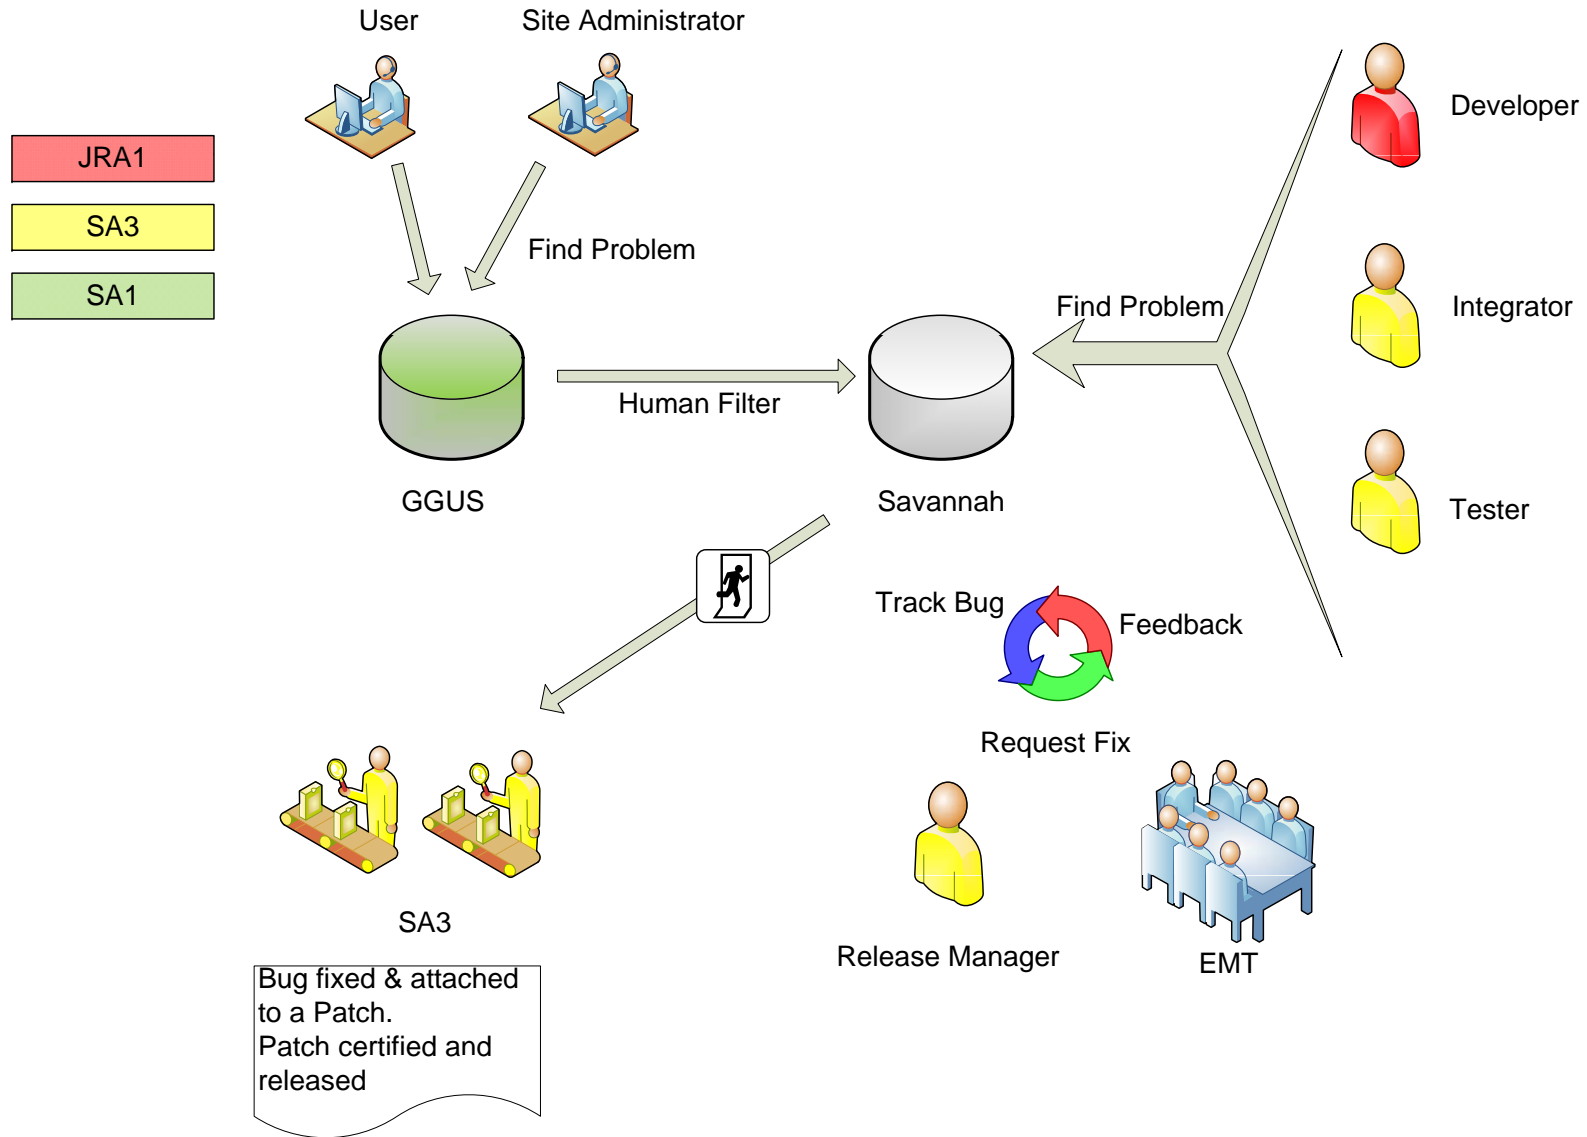 User
Site Administrator
Developer
JRA1
SA3
SA1
Find Problem
Find Problem
Integrator
Human Filter
GGUS
Savannah
Tester
Track Bug
Feedback
Request Fix
SA3
Release Manager
EMT
Bug fixed & attached
to a Patch.
Patch certified and
released